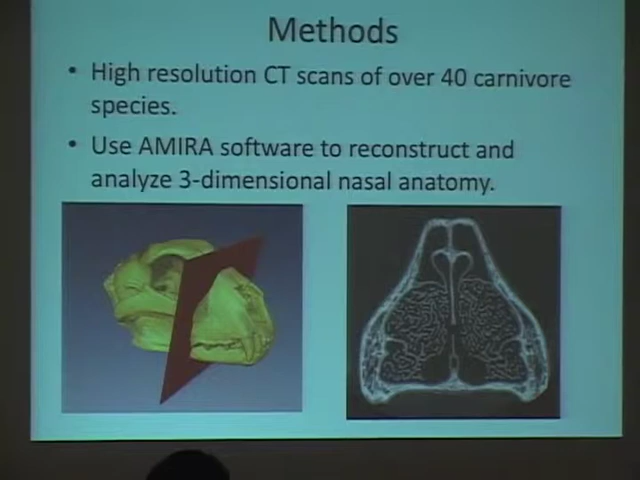 Methods
• High resolution CT scans of over 40 carnivore
species.
• Use AMIRA software to reconstruct and
analyze 3-dimensional nasal anatomy.